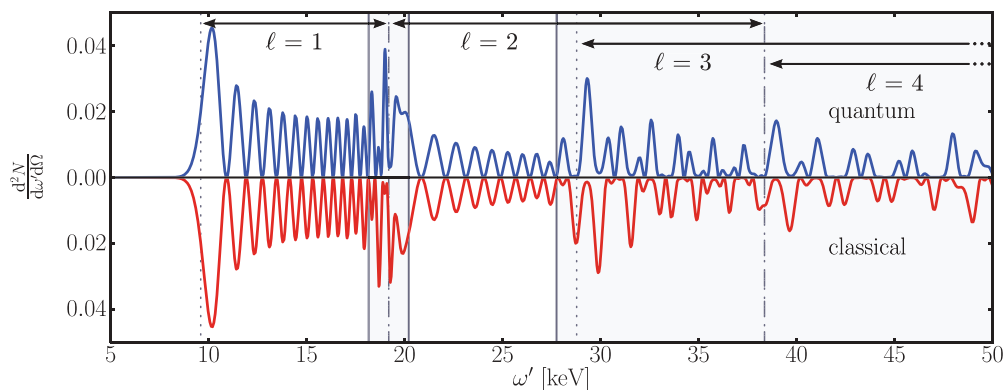 0.04
ℓ = 1
ℓ = 2
ℓ = 3
ℓ = 4
quantum
0.02
0.00
d²N
dω′dΩ
0.02
classical
0.04
5 10 15 20 25 30 35 40 45 50
ω′ [keV]